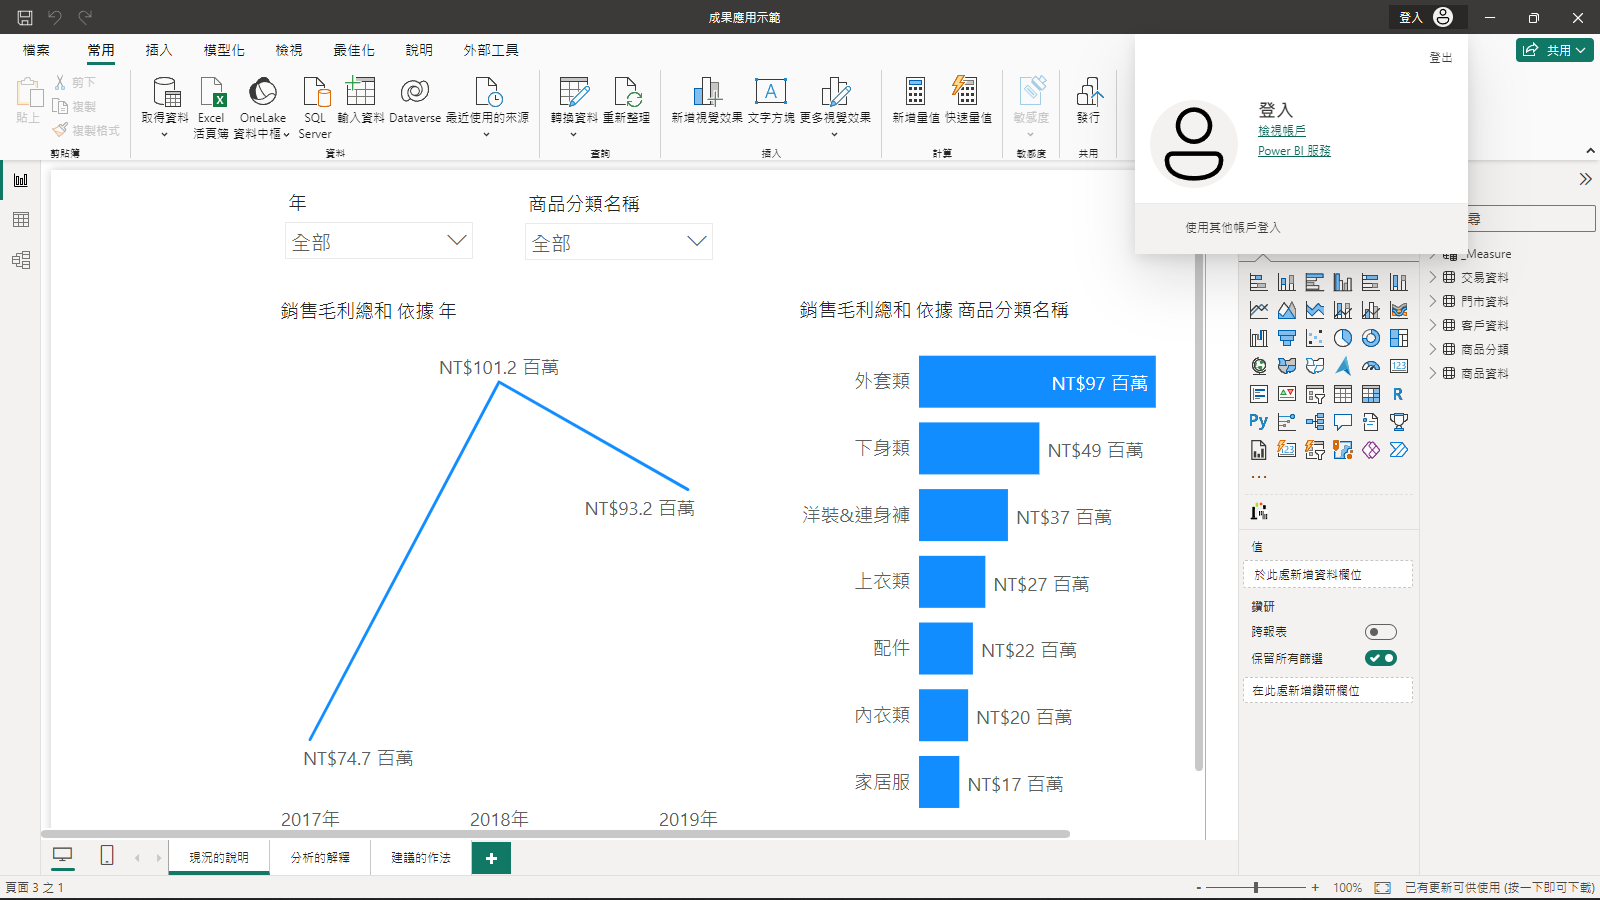 成果應用示範
登入
檔案 常用 插入 模型化 檢視 最佳化 說明 外部工具
共用
登出
貼上
剪下
複製
複製格式
剪貼簿
取得資料
Excel
活頁簿
OneLake
資料中樞
SQL
Server
輸入資料
Dataverse
最近使用的來源
資料
轉換資料
重新整理
查詢
新增視覺效果
文字方塊
更多視覺效果
插入
新增量值
快速量值
計算
敏感度
敏感度
發行
共用
登入
檢視帳戶
Power BI 服務
使用其他帳戶登入
年
全部
商品分類名稱
全部
銷售毛利總和 依據 年
NT$101.2 百萬
NT$93.2 百萬
NT$74.7 百萬
2017年 2018年 2019年
銷售毛利總和 依據 商品分類名稱
外套類 NT$97 百萬
下身類 NT$49 百萬
洋裝&連身褲 NT$37 百萬
上衣類 NT$27 百萬
配件 NT$22 百萬
內衣類 NT$20 百萬
家居服 NT$17 百萬
值
於此處新增資料欄位
鑽研
跨報表
保留所有篩選
在此處新增鑽研欄位
尋
_Measure
交易資料
門市資料
客戶資料
商品分類
商品資料
現況的說明 分析的解釋 建議的作法
頁面 3 之 1
- + 100%
已有更新可供使用 (按一下即可下載)